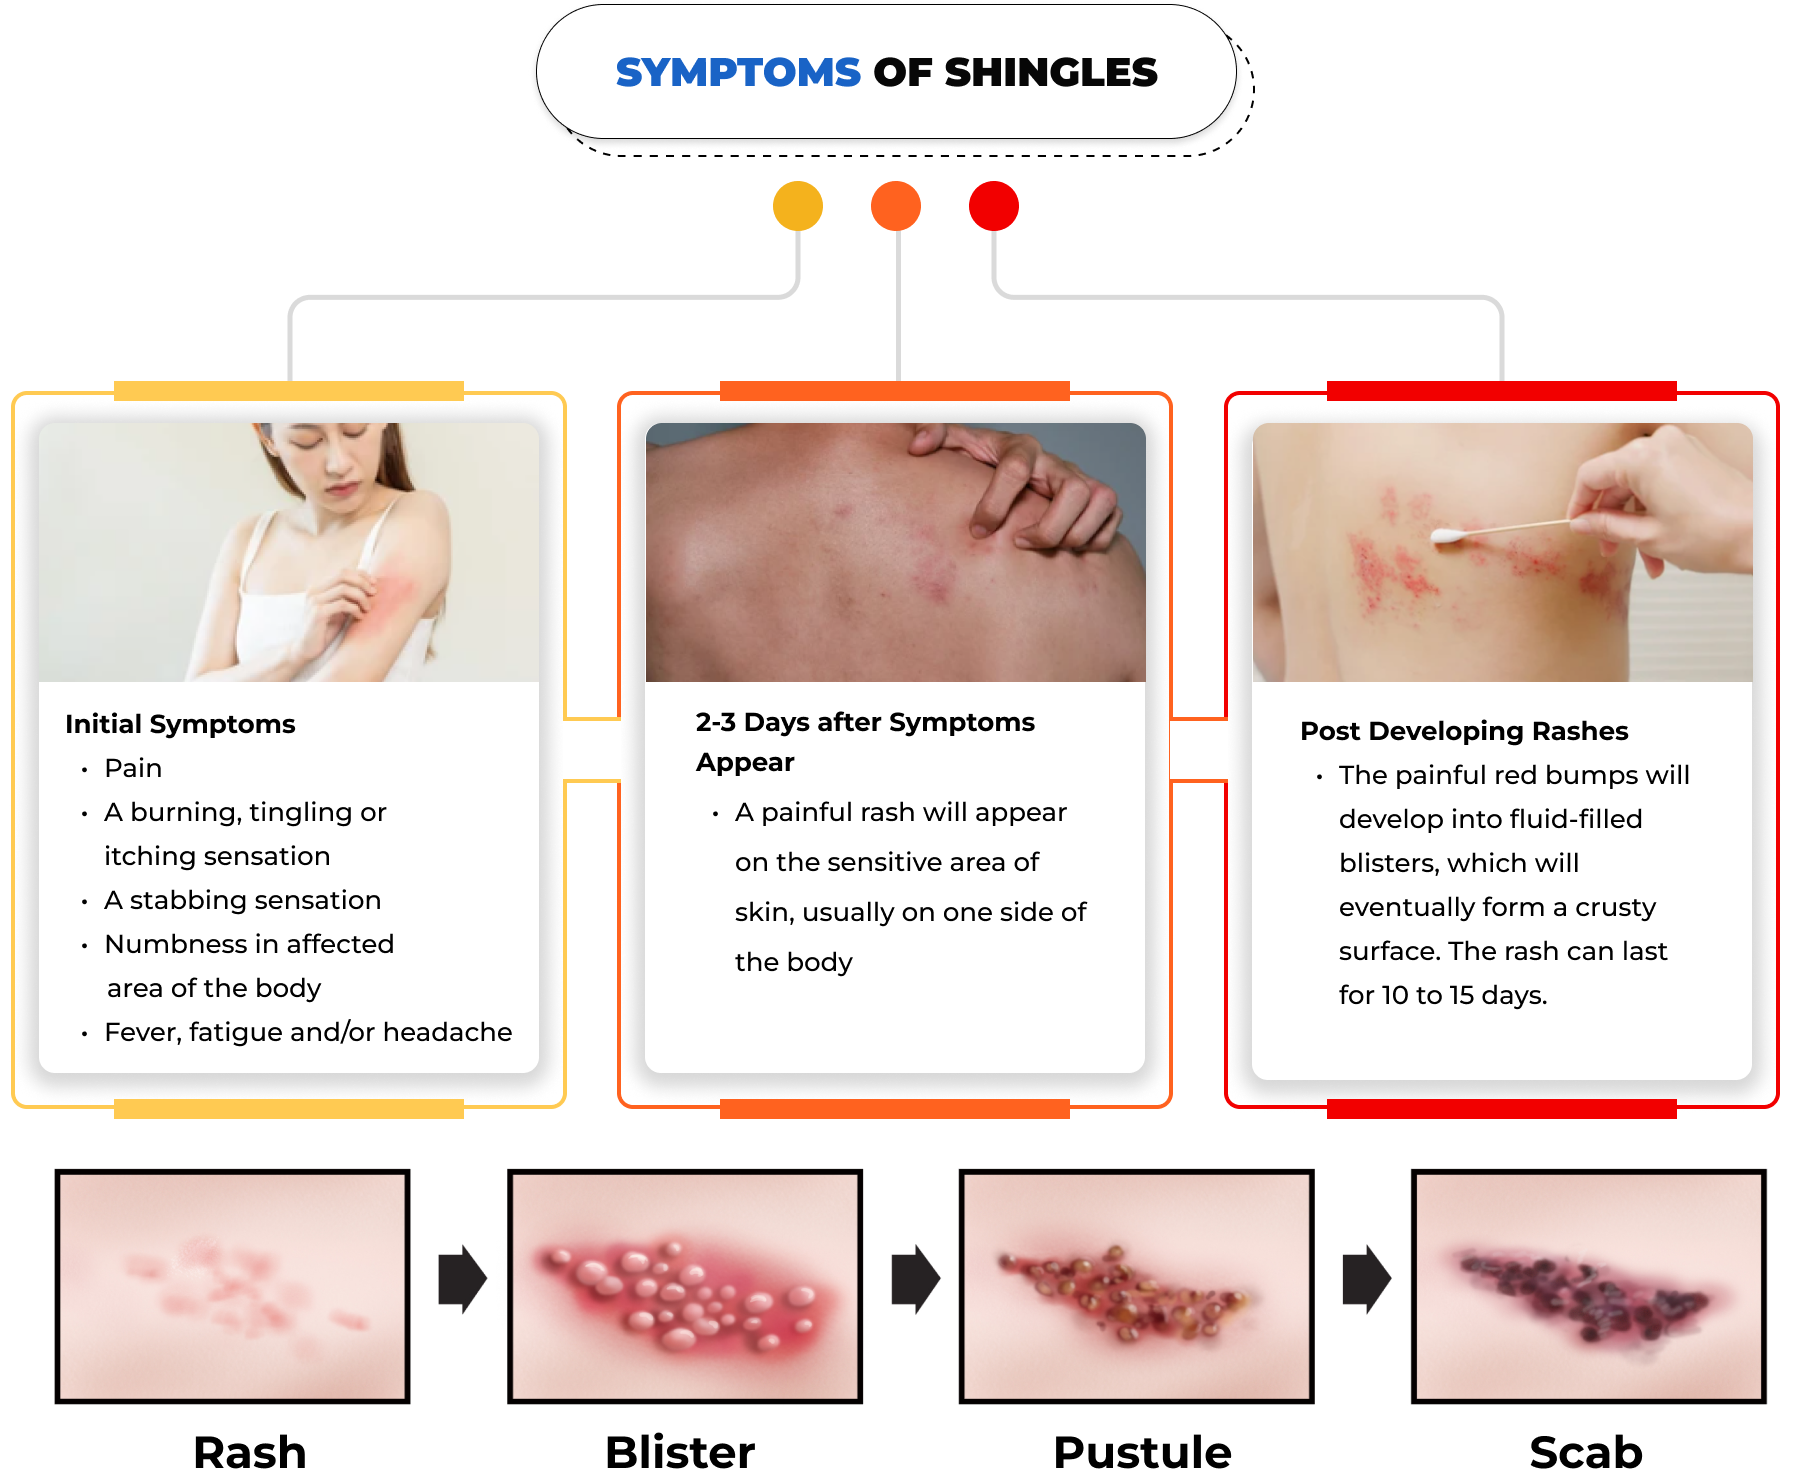 SYMPTOMS OF SHINGLES
Initial Symptoms
• Pain
• A burning, tingling or
itching sensation
• A stabbing sensation
• Numbness in affected
area of the body
• Fever, fatigue and/or headache
2-3 Days after Symptoms
Appear
• A painful rash will appear
on the sensitive area of
skin, usually on one side of
the body
Post Developing Rashes
• The painful red bumps will
develop into fluid-filled
blisters, which will
eventually form a crusty
surface. The rash can last
for 10 to 15 days.
Rash
Blister
Pustule
Scab